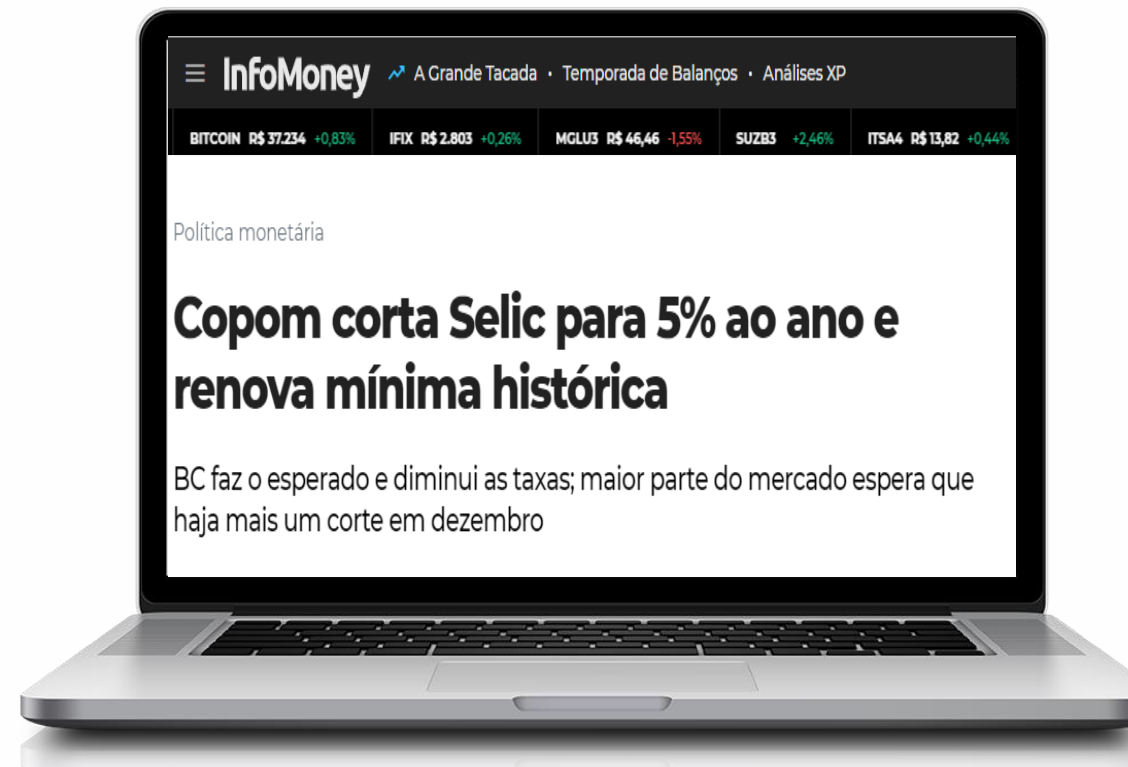 InfoMoney A Grande Tacada · Temporada de Balanços · Análises XP
BITCOIN R$ 37.234 +0,83% IFIX R$ 2.803 +0,26% MGLU3 R$ 46,46 -1,55% SUZB3 +2,46% ITSA4 R$ 13,82 +0,44%
Política monetária
Copom corta Selic para 5% ao ano e
renova mínima histórica
BC faz o esperado e diminui as taxas; maior parte do mercado espera que
haja mais um corte em dezembro